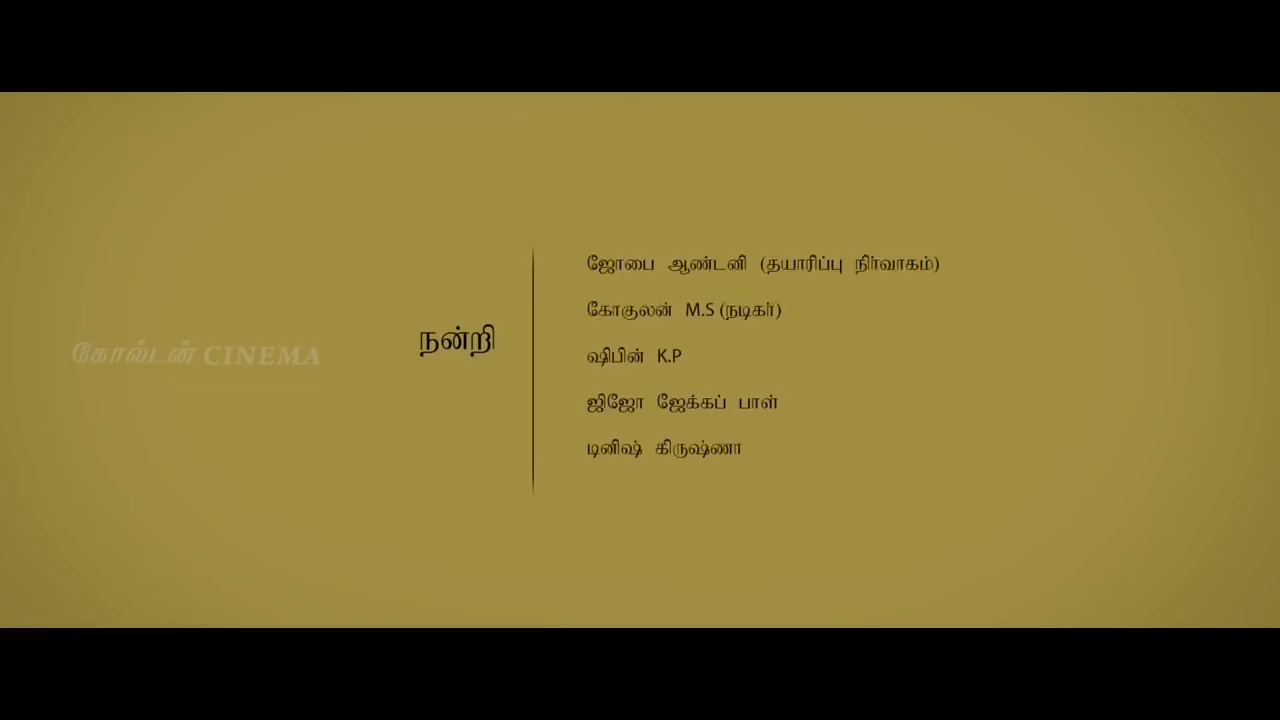 நன்றி
ஜோபை ஆண்டனி (தயாரிப்பு நிர்வாகம்)
கோகுலன் M.S (நடிகர்)
ஷிபின் K.P
ஜிஜோ ஜேக்கப் பாள்
டினிஷ் கிருஷ்ணா
கோல்டன் CINEMA